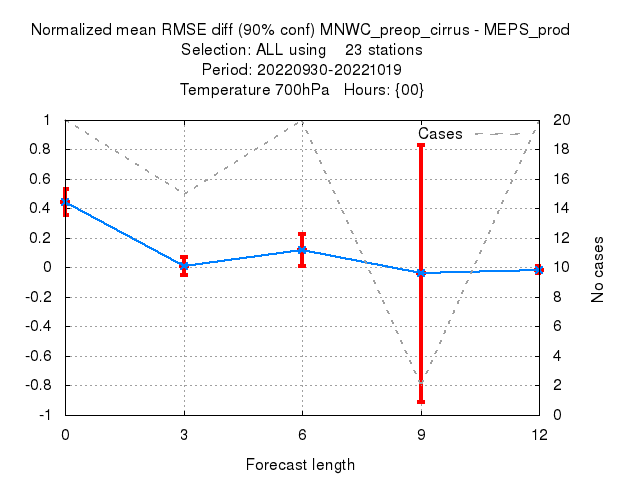 Normalized mean RMSE diff (90% conf) MNWC_preop_cirrus - MEPS_prod
Selection: ALL using 23 stations
Period: 20220930-20221019
Temperature 700hPa Hours: {00}
Cases
1
0.8
0.6
0.4
0.2
0
-0.2
-0.4
-0.6
-0.8
-1
20
18
16
14
12
10
8
6
4
2
0
No cases
0 3 6 9 12
Forecast length